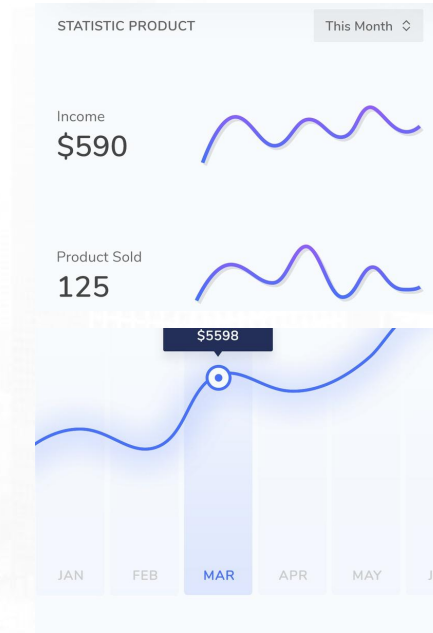 STATISTIC PRODUCT
This Month
Income
$590
Product Sold
125
$5598
JAN FEB MAR APR MAY